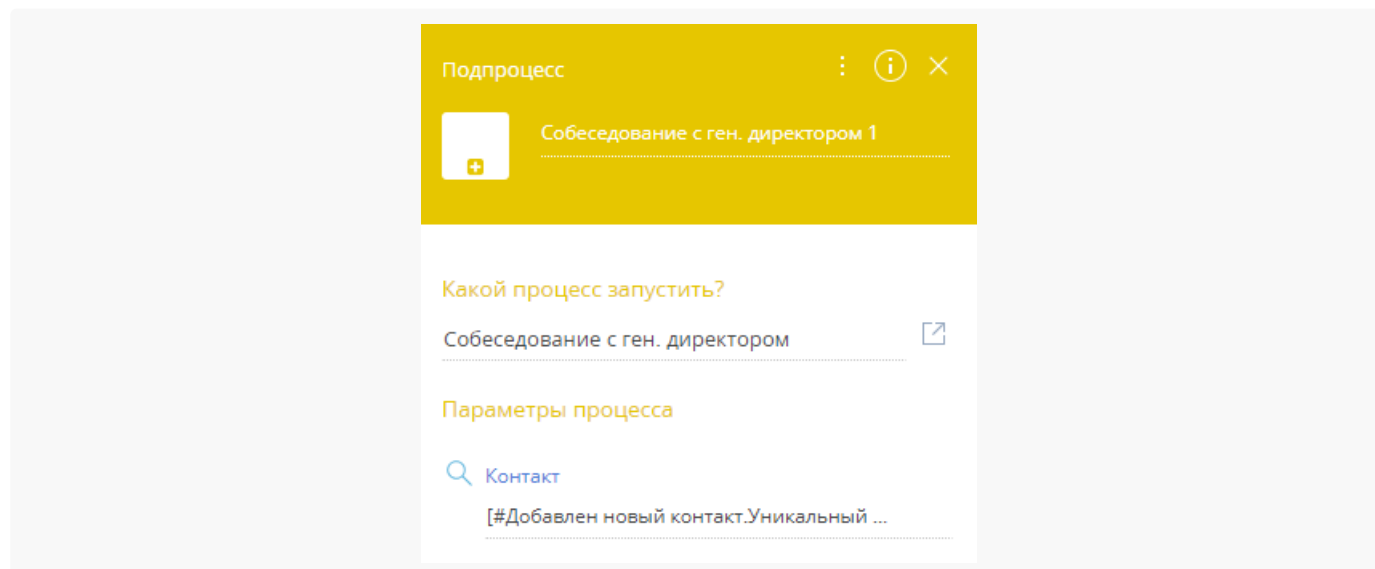 Подпроцесс
Собеседование с ген. директором 1
Какой процесс запустить?
Собеседование с ген. директором
Параметры процесса
Контакт
[#Добавлен новый контакт.Уникальный ...